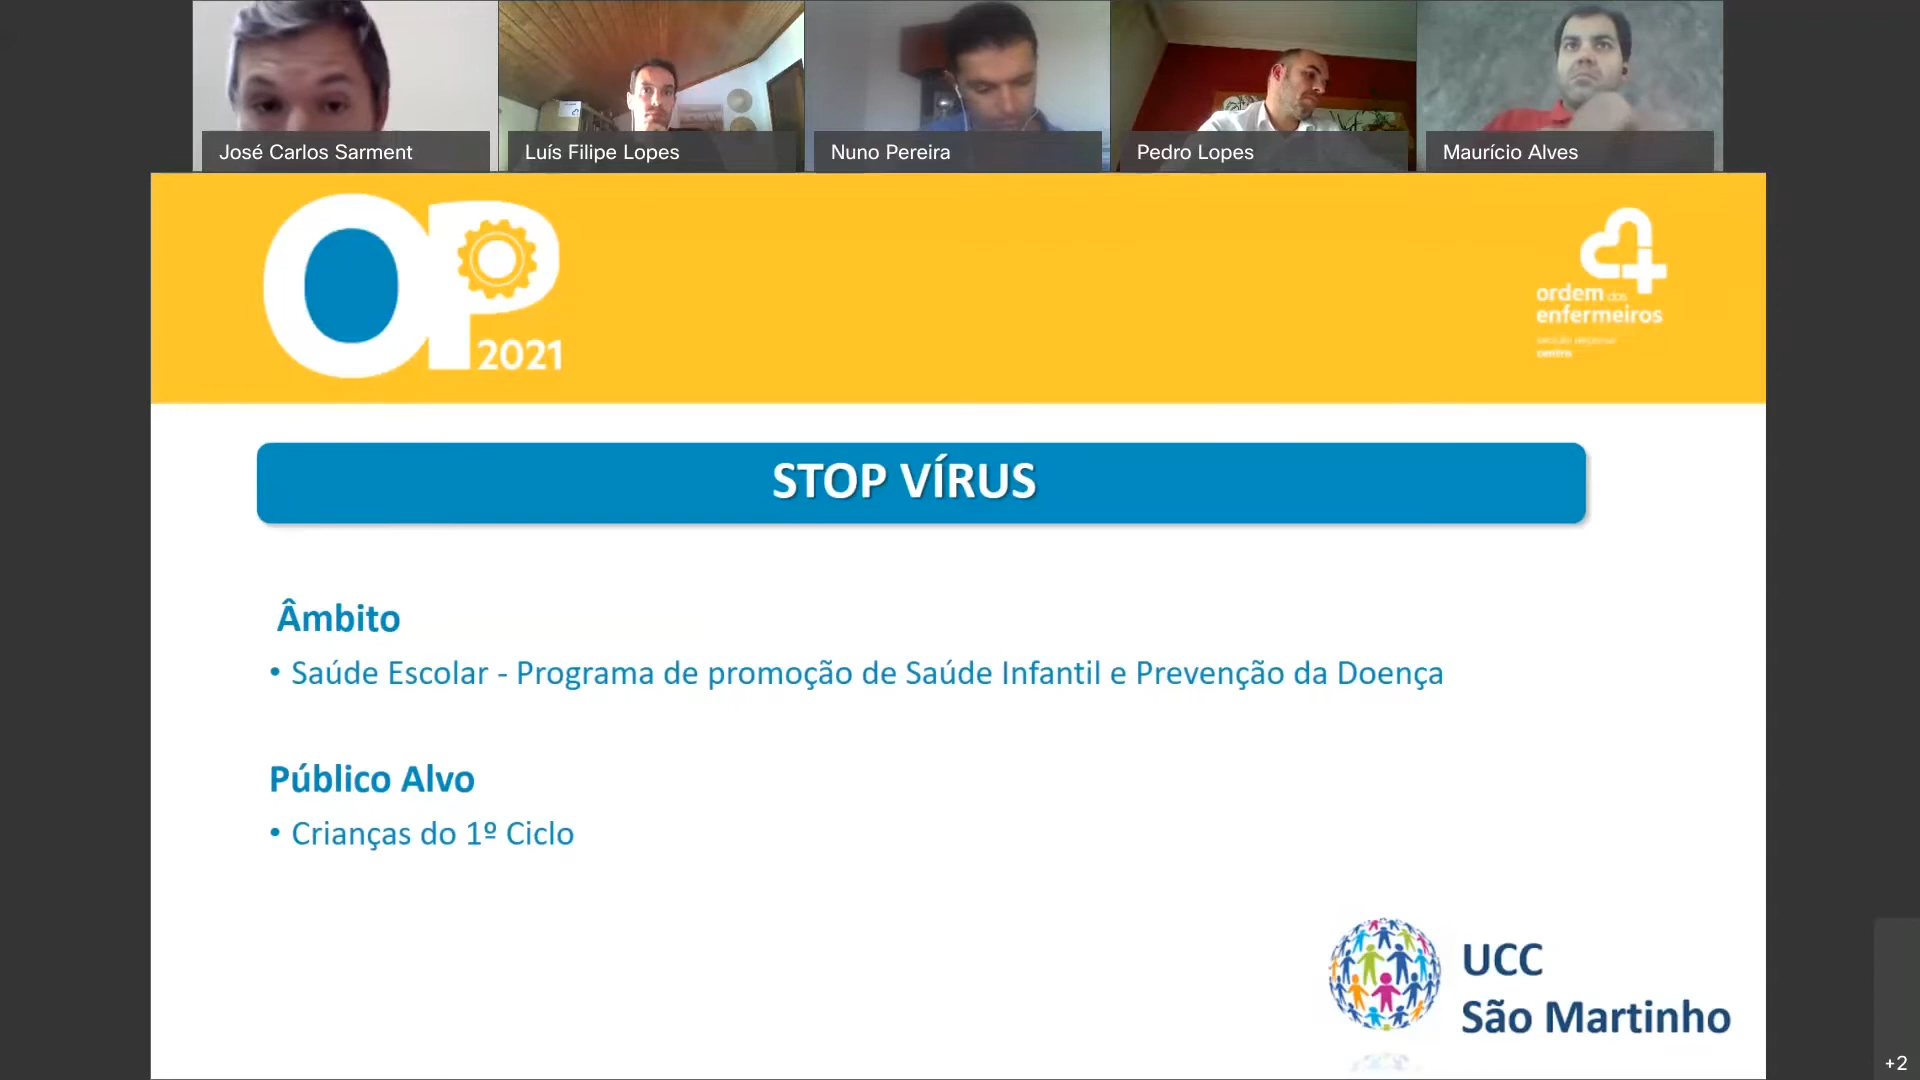 José Carlos Sarment
Luís Filipe Lopes
Nuno Pereira
Pedro Lopes
Maurício Alves
OP
2021
ordem dos
enfermeiros
centro
STOP VÍRUS
Âmbito
• Saúde Escolar - Programa de promoção de Saúde Infantil e Prevenção da Doença
Público Alvo
• Crianças do 1º Ciclo
UCC
São Martinho
+2